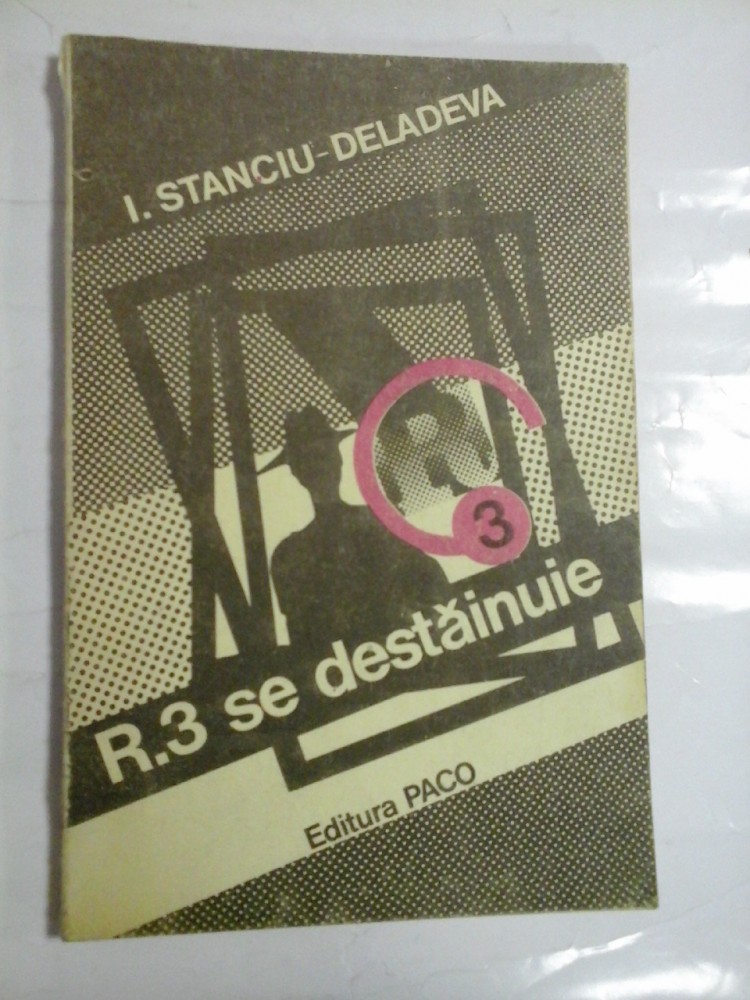 I. STANCIU-DELADEVA
R
3
R.3 se destăinuie
Editura PACO